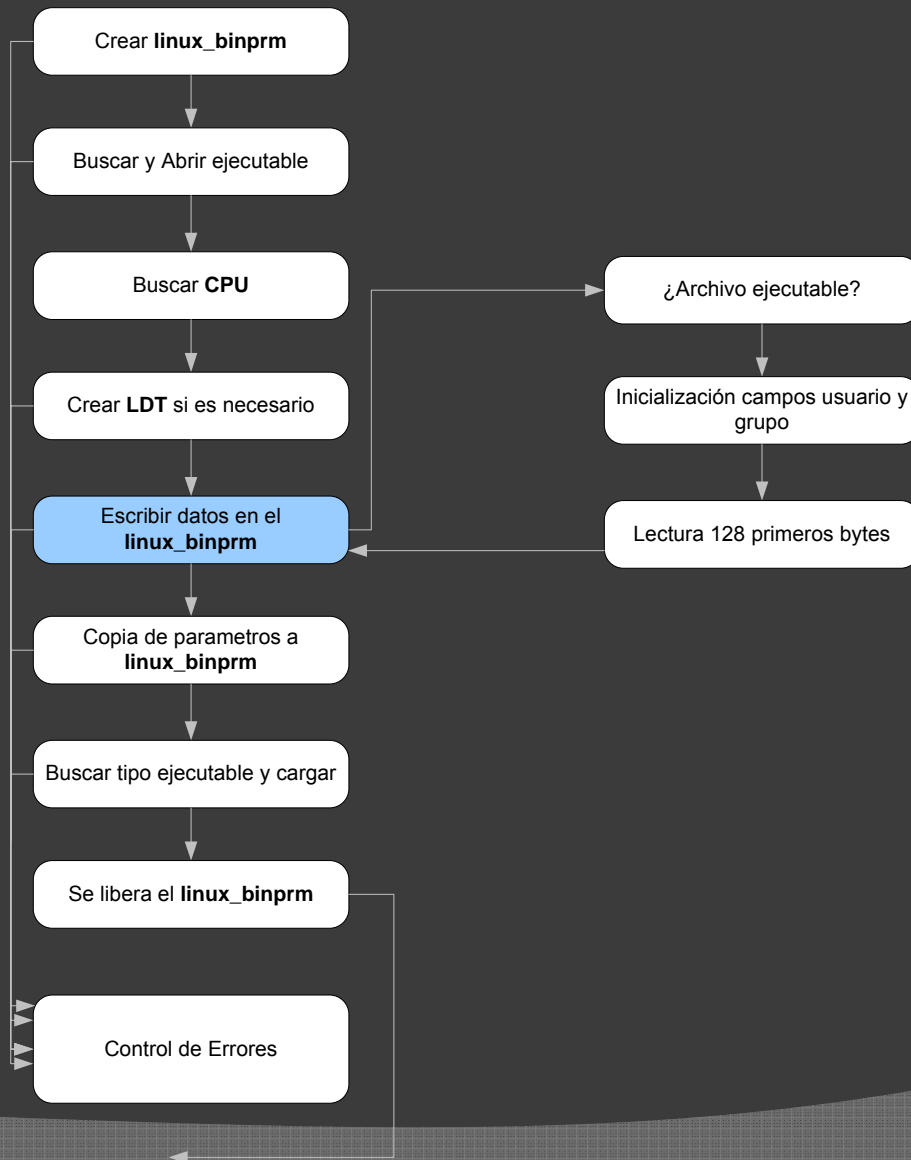 Crear linux_binprm
Buscar y Abrir ejecutable
Buscar CPU
¿Archivo ejecutable?
Crear LDT si es necesario
Inicialización campos usuario y
grupo
Escribir datos en el
linux_binprm
Lectura 128 primeros bytes
Copia de parametros a
linux_binprm
Buscar tipo ejecutable y cargar
Se libera el linux_binprm
Control de Errores